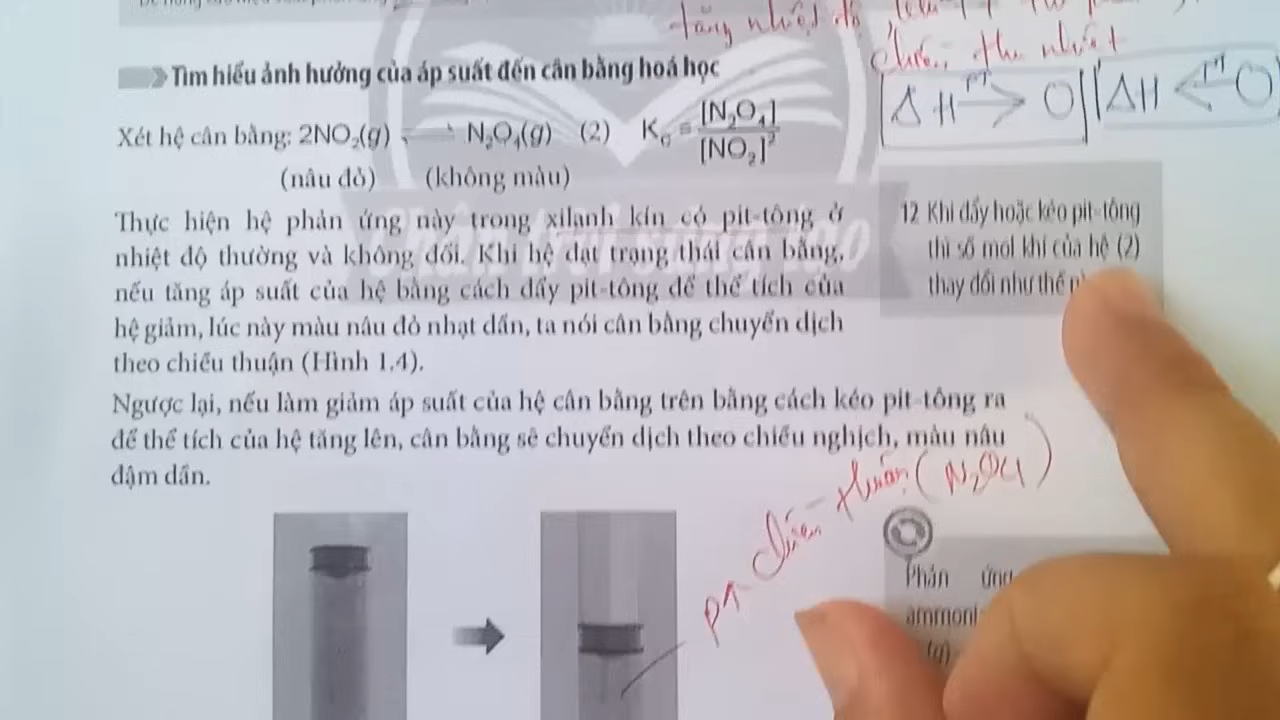 tăng nhiệt độ
chiều thu nhiệt
Tìm hiểu ảnh hưởng của áp suất đến cân bằng hoá học
ΔH →PT O ΔH ←PT O
Xét hệ cân bằng: 2NO₂(g) ⇌ N₂O₄(g) (2) K_C = [N₂O₄] / [NO₂]²
(nâu đỏ) (không màu)
Thực hiện hệ phản ứng này trong xilanh kín có pit-tông ở
nhiệt độ thường và không đổi. Khi hệ đạt trạng thái cân bằng,
nếu tăng áp suất của hệ bằng cách đẩy pit-tông để thể tích của
hệ giảm, lúc này màu nâu đỏ nhạt dần, ta nói cân bằng chuyển dịch
theo chiều thuận (Hình 1.4).
Ngược lại, nếu làm giảm áp suất của hệ cân bằng trên bằng cách kéo pit-tông ra
để thể tích của hệ tăng lên, cân bằng sẽ chuyển dịch theo chiều nghịch, màu nâu
đậm dần.
12 Khi đẩy hoặc kéo pit-tông
thì số mol khí của hệ (2)
thay đổi như thế
P↑ chiều thuận (N₂O₄)
Phản ứng
(g)